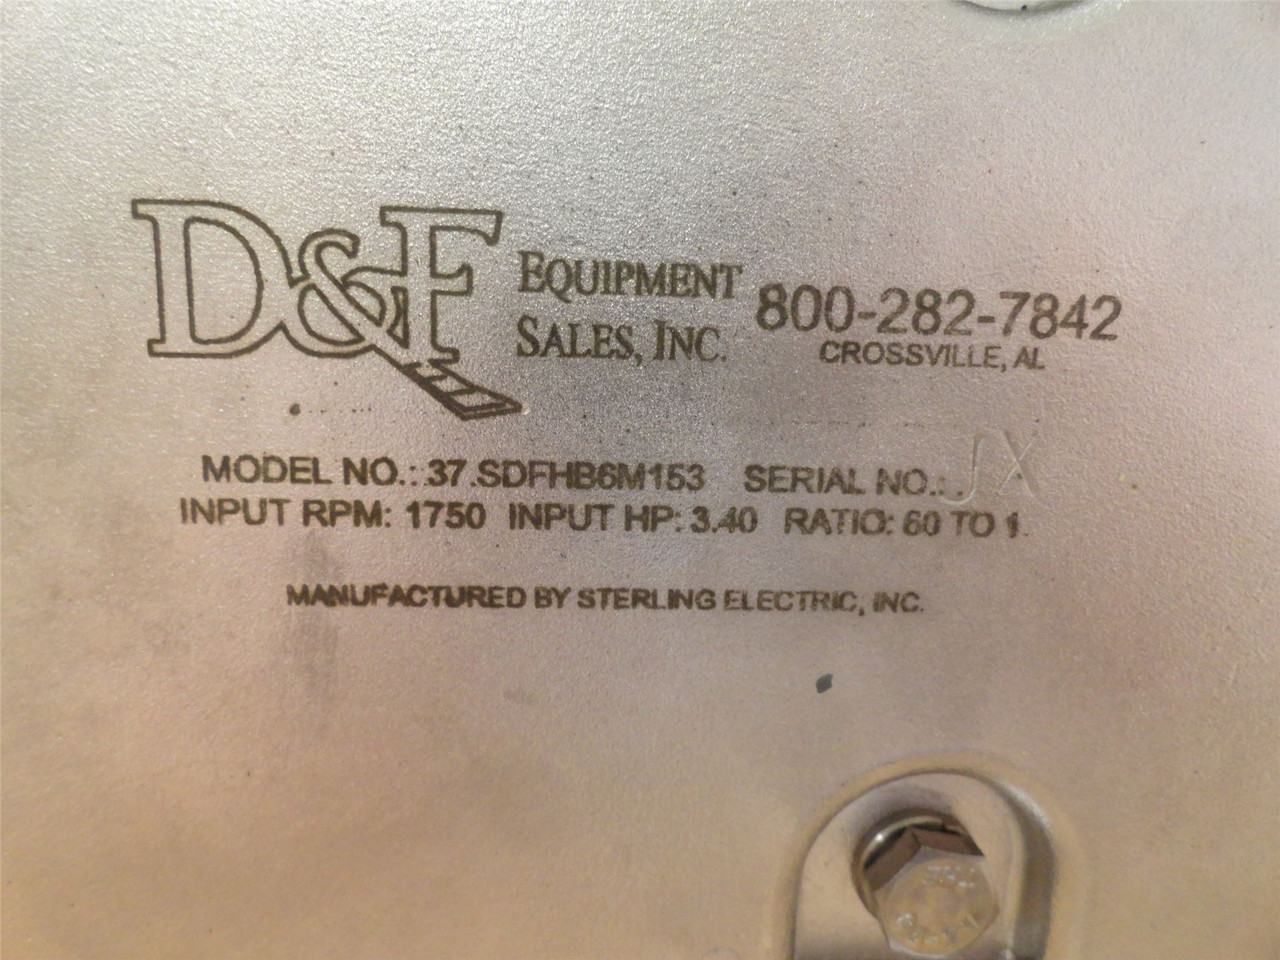 D&F EQUIPMENT SALES, INC.
800-282-7842
CROSSVILLE, AL
MODEL NO.: 37.SDFHB6M153 SERIAL NO.: JX
INPUT RPM: 1750 INPUT HP: 3.40 RATIO: 60 TO 1
MANUFACTURED BY STERLING ELECTRIC, INC.